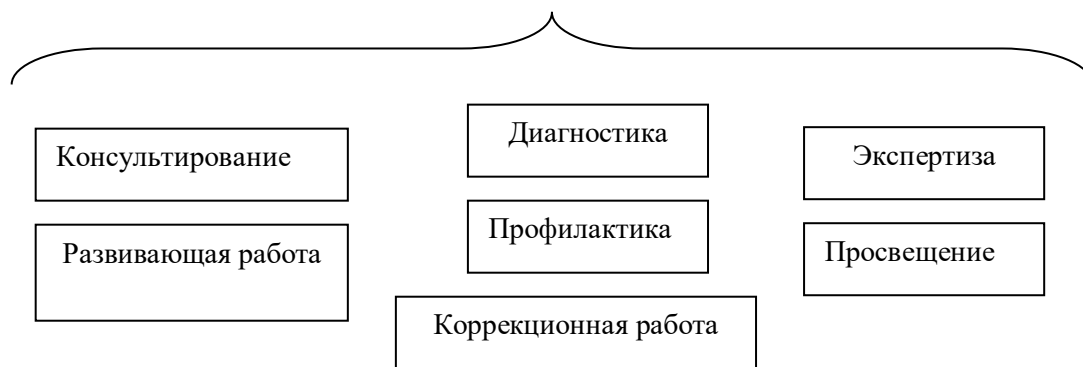 Диагностика
Консультирование
Экспертиза
Профилактика
Развивающая работа
Просвещение
Коррекционная работа